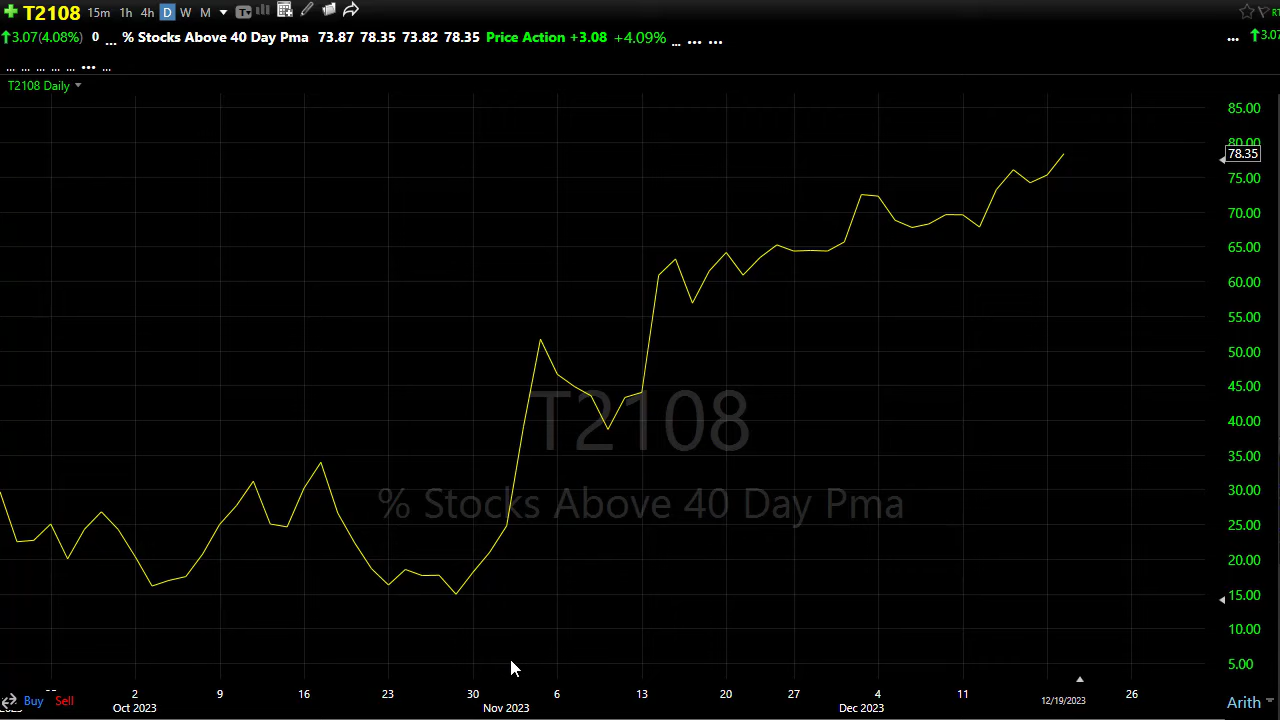 T2108 15m 1h 4h D W M T RT
3.07(4.08%) 0 ... % Stocks Above 40 Day Pma 73.87 78.35 73.82 78.35 Price Action +3.08 +4.09% ... ... ... ... 3.07
... ... ... ... ... ... ...
T2108 Daily
85.00
80.00
78.35
75.00
70.00
65.00
60.00
55.00
50.00
45.00
40.00
T2108
35.00
30.00
% Stocks Above 40 Day Pma
25.00
20.00
15.00
10.00
5.00
2 9 16 23 30 6 13 20 27 4 11 26
Buy Sell 12/19/2023 Arith
Oct 2023 Nov 2023 Dec 2023